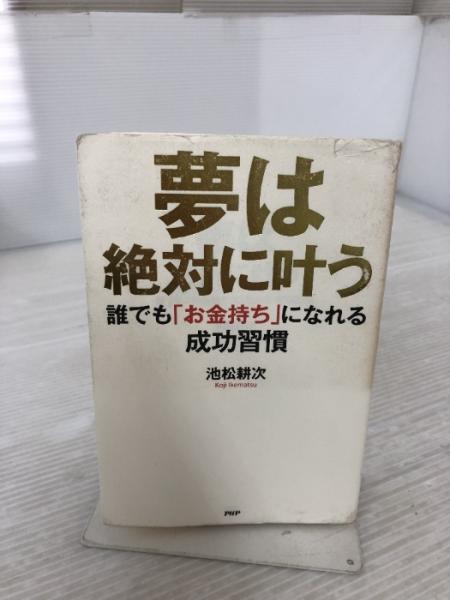 夢は
絶対に叶う
誰でも「お金持ち」になれる
成功習慣
池松耕次
Koji Ikematsu
PHP